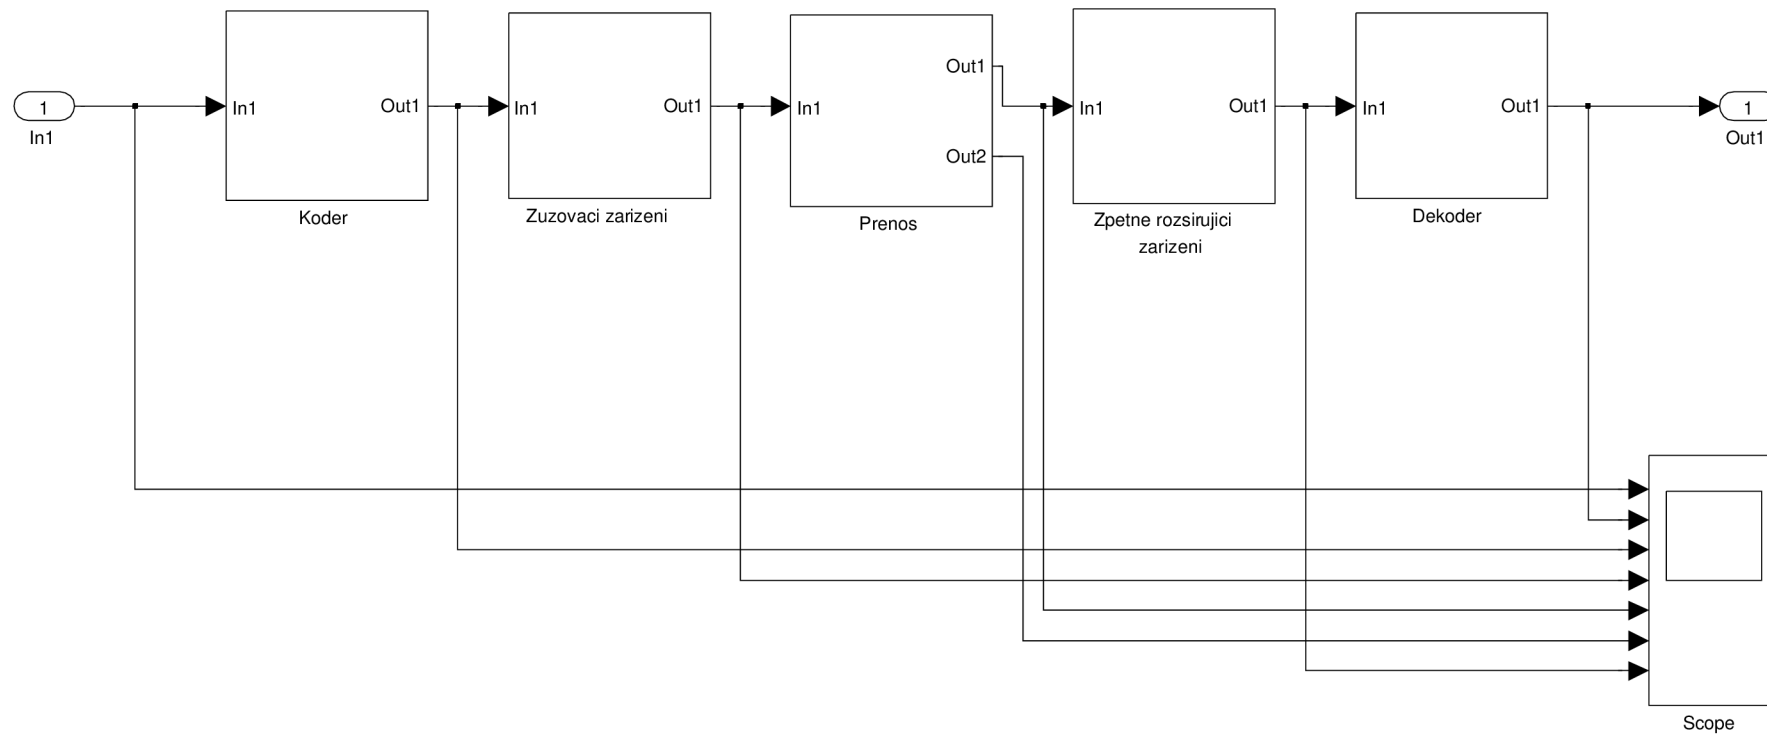 1
In1
In1
Out1
Koder
In1
Out1
Zuzovaci zarizeni
In1
Out1
Out2
Prenos
In1
Out1
Zpetne rozsirujici
zarizeni
In1
Out1
Dekoder
1
Out1
Scope